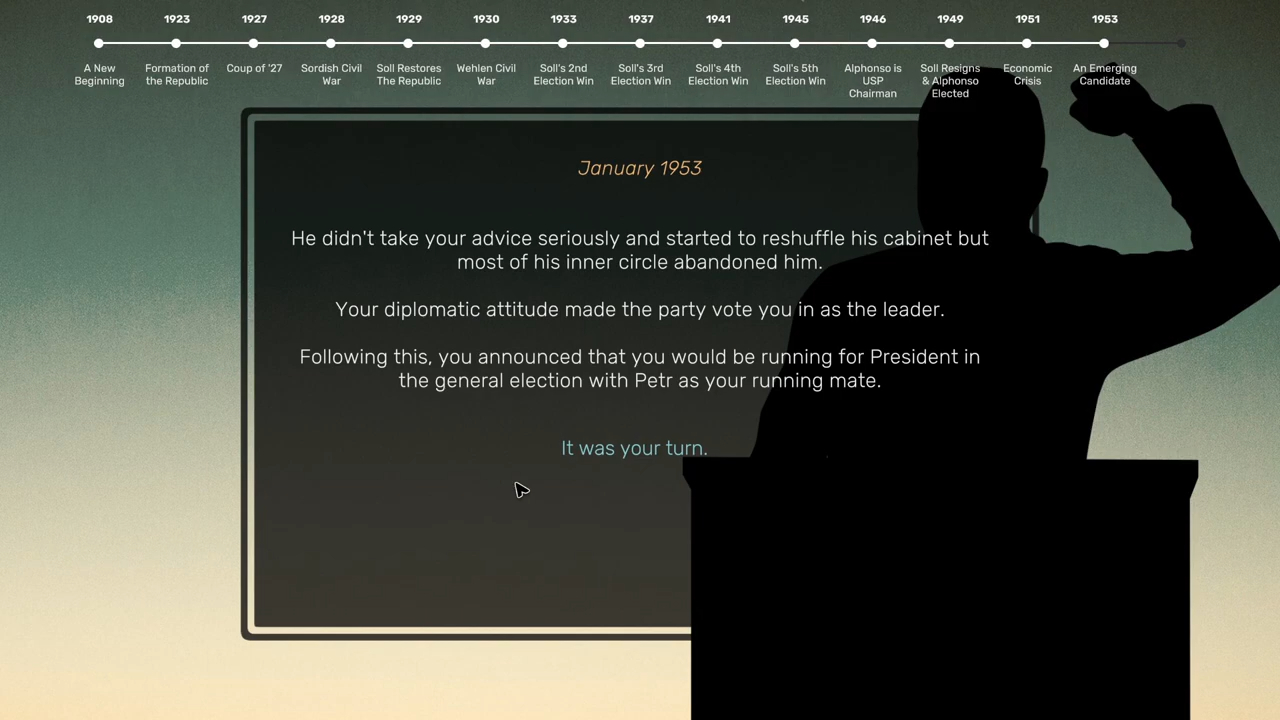 1908 1923 1927 1928 1929 1930 1933 1937 1941 1945 1946 1949 1951 1953
A New Beginning
Formation of the Republic
Coup of '27
Sordish Civil War
Soll Restores The Republic
Wehlen Civil War
Soll's 2nd Election Win
Soll's 3rd Election Win
Soll's 4th Election Win
Soll's 5th Election Win
Alphonso is USP Chairman
Soll Resigns & Alphonso Elected
Economic Crisis
An Emerging Candidate
January 1953
He didn't take your advice seriously and started to reshuffle his cabinet but
most of his inner circle abandoned him.
Your diplomatic attitude made the party vote you in as the leader.
Following this, you announced that you would be running for President in
the general election with Petr as your running mate.
It was your turn.